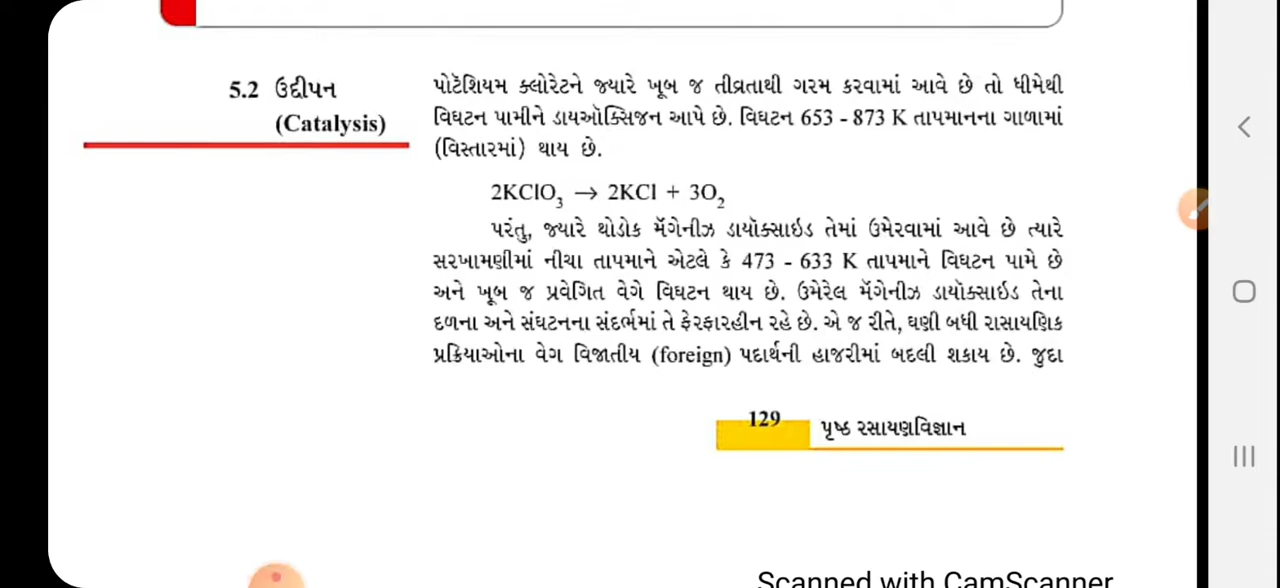 5.2 ઉદ્દીપન
(Catalysis)
પોટૅશિયમ ક્લોરેટને જ્યારે ખૂબ જ તીવ્રતાથી ગરમ કરવામાં આવે છે તો ધીમેથી
વિઘટન પામીને ડાયઑક્સિજન આપે છે. વિઘટન 653 - 873 K તાપમાનના ગાળામાં
(વિસ્તારમાં) થાય છે.
2KClO₃ → 2KCl + 3O₂
પરંતુ, જ્યારે થોડોક મૅંગેનીઝ ડાયૉક્સાઇડ તેમાં ઉમેરવામાં આવે છે ત્યારે
સરખામણીમાં નીચા તાપમાને એટલે કે 473 - 633 K તાપમાને વિઘટન પામે છે
અને ખૂબ જ પ્રવેગિત વેગે વિઘટન થાય છે. ઉમેરેલ મૅંગેનીઝ ડાયૉક્સાઇડ તેના
દળના અને સંઘટનના સંદર્ભમાં તે ફેરફારહીન રહે છે. એ જ રીતે, ઘણી બધી રાસાયણિક
પ્રક્રિયાઓના વેગ વિજાતીય (foreign) પદાર્થની હાજરીમાં બદલી શકાય છે. જુદા
129 પૃષ્ઠ રસાયણવિજ્ઞાન
Scanned with CamScanner